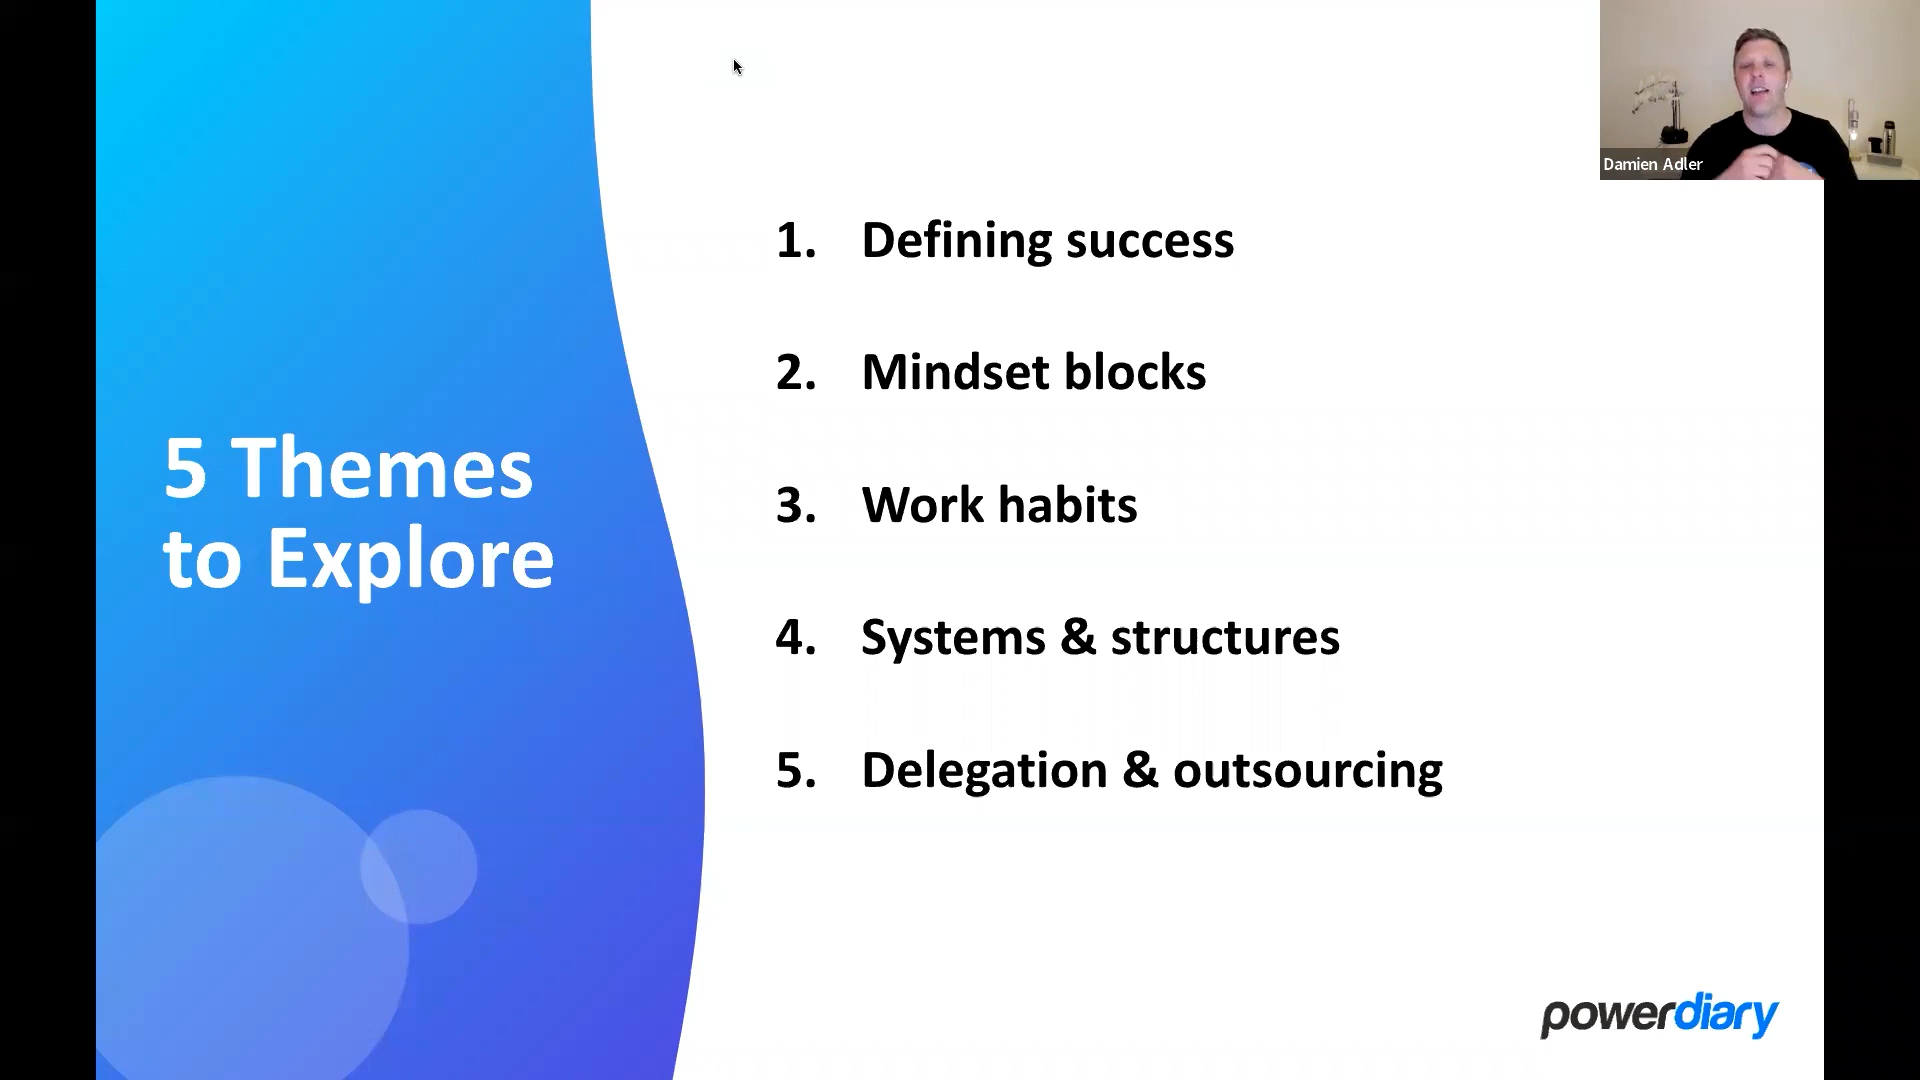 Damien Adler
5 Themes
to Explore
1. Defining success
2. Mindset blocks
3. Work habits
4. Systems & structures
5. Delegation & outsourcing
powerdiary